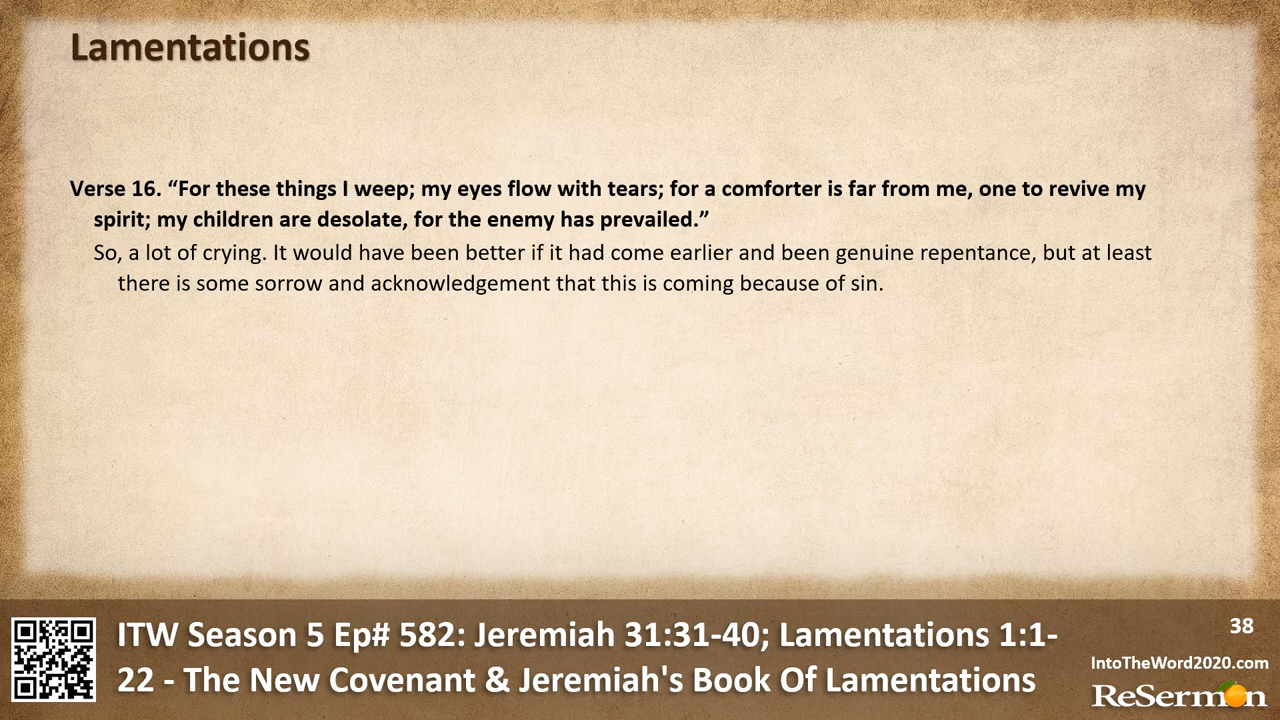 Lamentations
Verse 16. “For these things I weep; my eyes flow with tears; for a comforter is far from me, one to revive my
spirit; my children are desolate, for the enemy has prevailed.”
So, a lot of crying. It would have been better if it had come earlier and been genuine repentance, but at least
there is some sorrow and acknowledgement that this is coming because of sin.
ITW Season 5 Ep# 582: Jeremiah 31:31-40; Lamentations 1:1-
22 - The New Covenant & Jeremiah's Book Of Lamentations
38
IntoTheWord2020.com
ReSermon